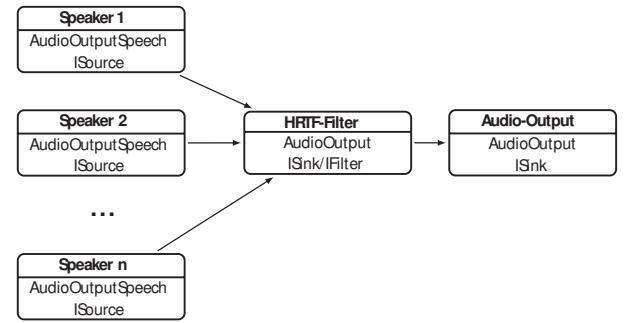 Speaker 1
AudioOutputSpeech
ISource
Speaker 2
AudioOutputSpeech
ISource
HRTF-Filter
AudioOutput
ISink/IFilter
Audio-Output
AudioOutput
ISink
...
Speaker n
AudioOutputSpeech
ISource